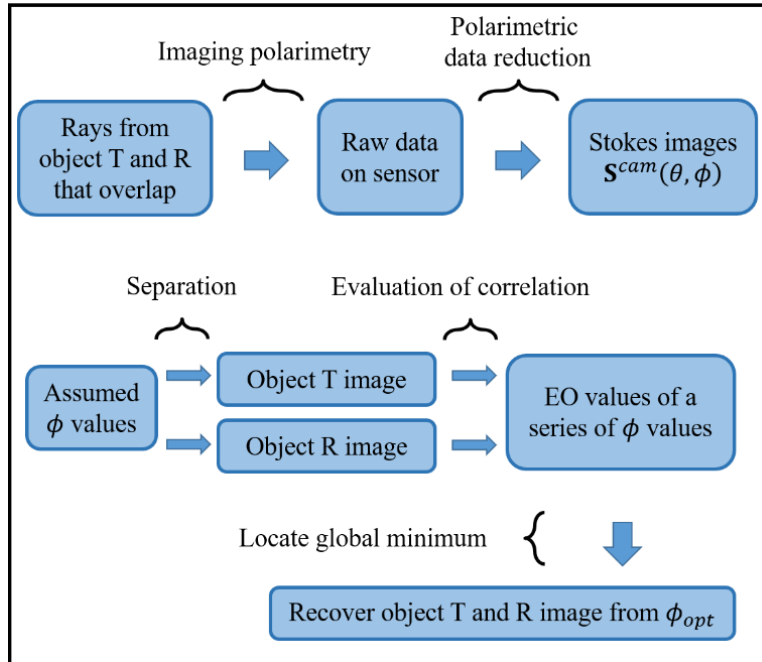 Imaging polarimetry
Polarimetric
data reduction
Rays from
object T and R
that overlap
Raw data
on sensor
Stokes images
S^{cam}(θ, ϕ)
Separation
Evaluation of correlation
Assumed
ϕ values
Object T image
Object R image
EO values of a
series of ϕ values
Locate global minimum
Recover object T and R image from ϕ_{opt}